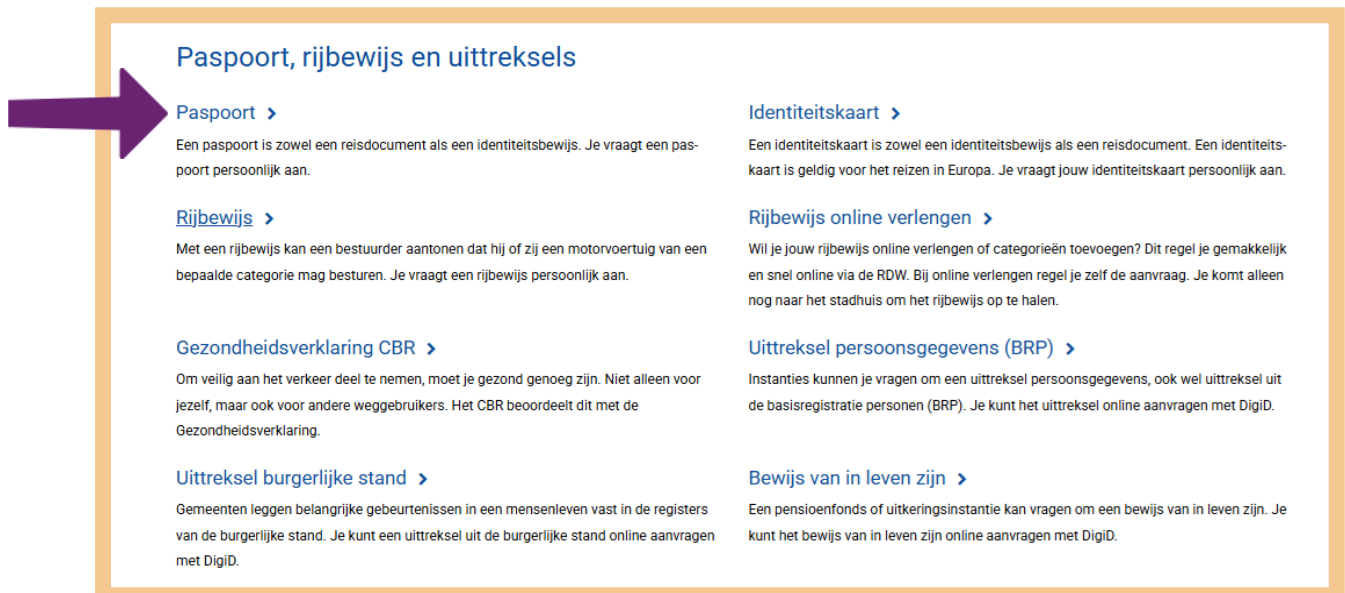 Paspoort, rijbewijs en uittreksels
Paspoort
Een paspoort is zowel een reisdocument als een identiteitsbewijs. Je vraagt een pas-
poort persoonlijk aan.
Identiteitskaart
Een identiteitskaart is zowel een identiteitsbewijs als een reisdocument. Een identiteits-
kaart is geldig voor het reizen in Europa. Je vraagt jouw identiteitskaart persoonlijk aan.
Rijbewijs
Met een rijbewijs kan een bestuurder aantonen dat hij of zij een motorvoertuig van een
bepaalde categorie mag besturen. Je vraagt een rijbewijs persoonlijk aan.
Rijbewijs online verlengen
Wil je jouw rijbewijs online verlengen of categorieën toevoegen? Dit regel je gemakkelijk
en snel online via de RDW. Bij online verlengen regel je zelf de aanvraag. Je komt alleen
nog naar het stadhuis om het rijbewijs op te halen.
Gezondheidsverklaring CBR
Om veilig aan het verkeer deel te nemen, moet je gezond genoeg zijn. Niet alleen voor
jezelf, maar ook voor andere weggebruikers. Het CBR beoordeelt dit met de
Gezondheidsverklaring.
Uittreksel persoonsgegevens (BRP)
Instanties kunnen je vragen om een uittreksel persoonsgegevens, ook wel uittreksel uit
de basisregistratie personen (BRP). Je kunt het uittreksel online aanvragen met DigiD.
Uittreksel burgerlijke stand
Gemeenten leggen belangrijke gebeurtenissen in een mensenleven vast in de registers
van de burgerlijke stand. Je kunt een uittreksel uit de burgerlijke stand online aanvragen
met DigiD.
Bewijs van in leven zijn
Een pensioenfonds of uitkeringsinstantie kan vragen om een bewijs van in leven zijn. Je
kunt het bewijs van in leven zijn online aanvragen met DigiD.